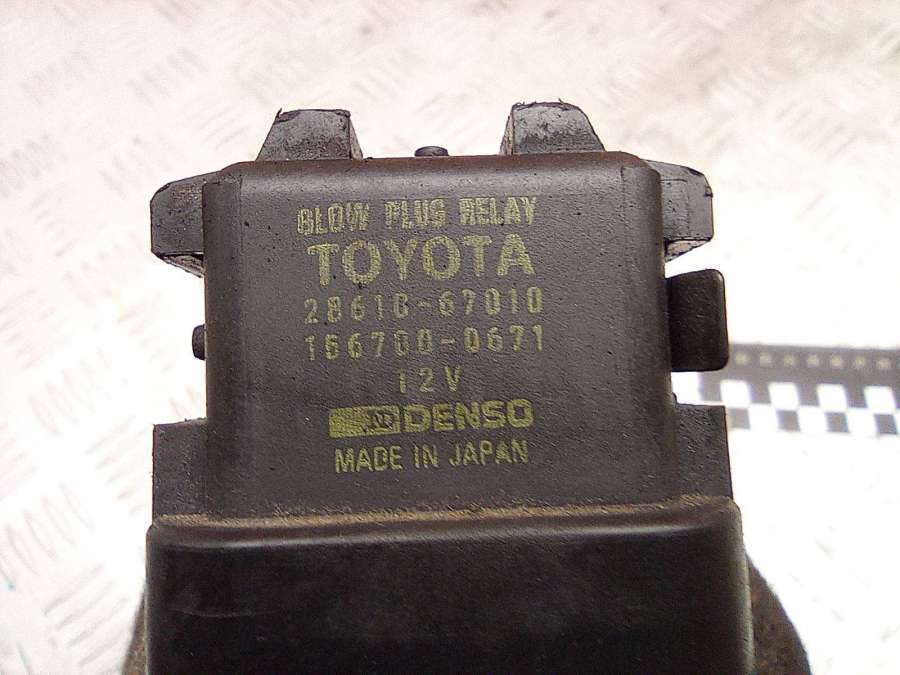 GLOW PLUG RELAY
TOYOTA
28610-67010
156700-0671
12V
DENSO
MADE IN JAPAN